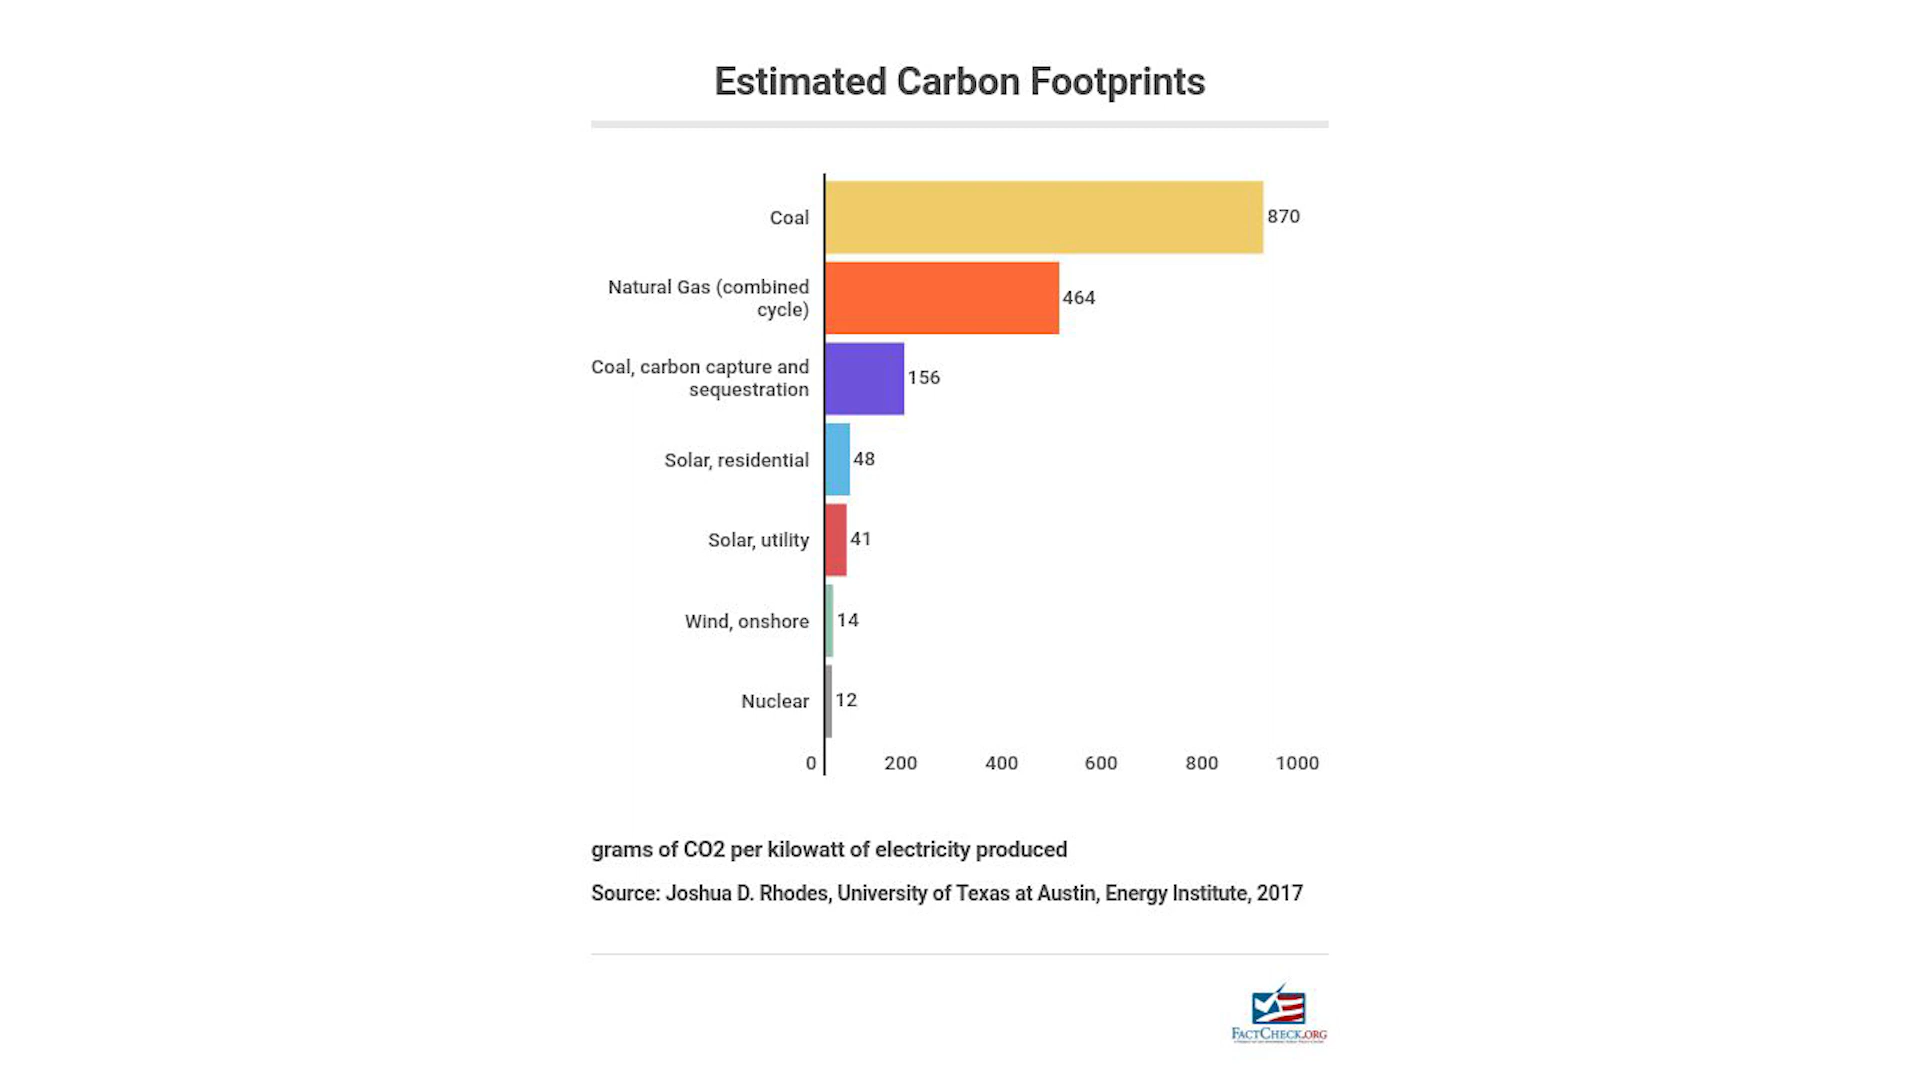 Estimated Carbon Footprints
Coal
870
Natural Gas (combined
cycle)
464
Coal, carbon capture and
sequestration
156
Solar, residential
48
Solar, utility
41
Wind, onshore
14
Nuclear
12
0 200 400 600 800 1000
grams of CO2 per kilowatt of electricity produced
Source: Joshua D. Rhodes, University of Texas at Austin, Energy Institute, 2017
FACTCHECK.ORG